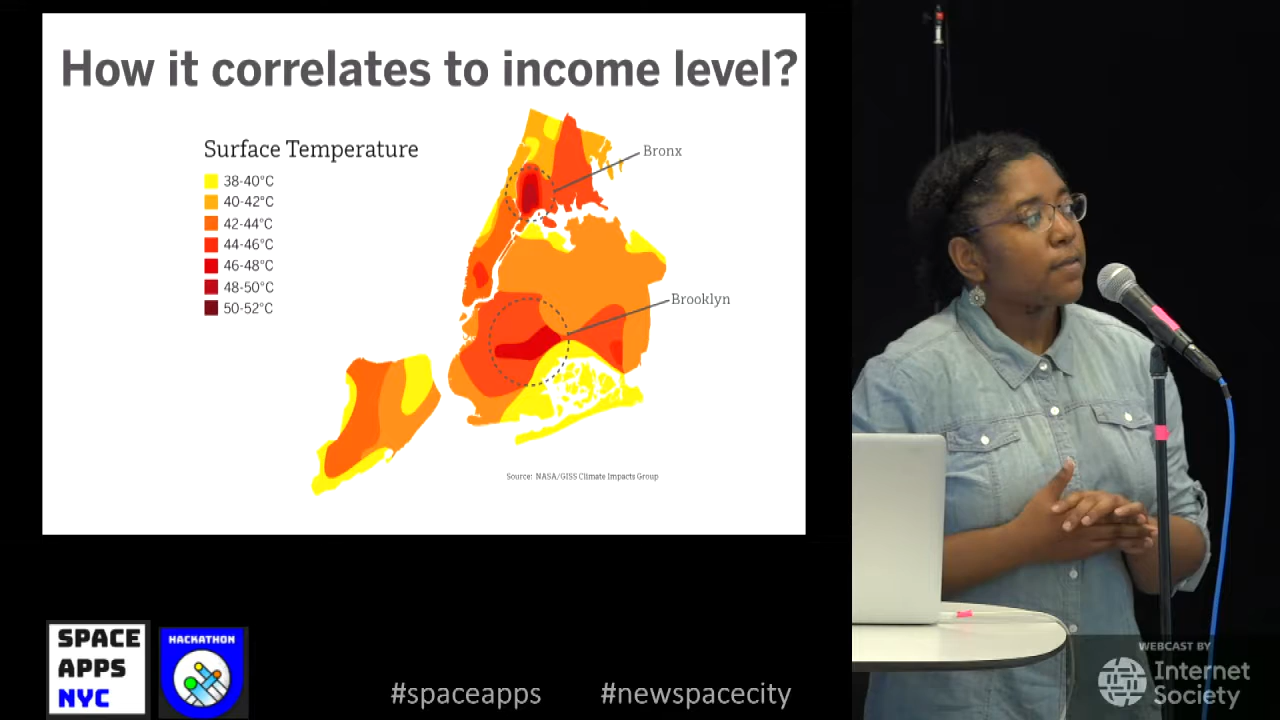 How it correlates to income level?
Surface Temperature
38-40°C
40-42°C
42-44°C
44-46°C
46-48°C
48-50°C
50-52°C
Bronx
Brooklyn
Source: NASA/GISS Climate Impacts Group
SPACE
APPS
NYC
HACKATHON
#spaceapps
#newspacecity
WEBCAST BY
Internet
Society